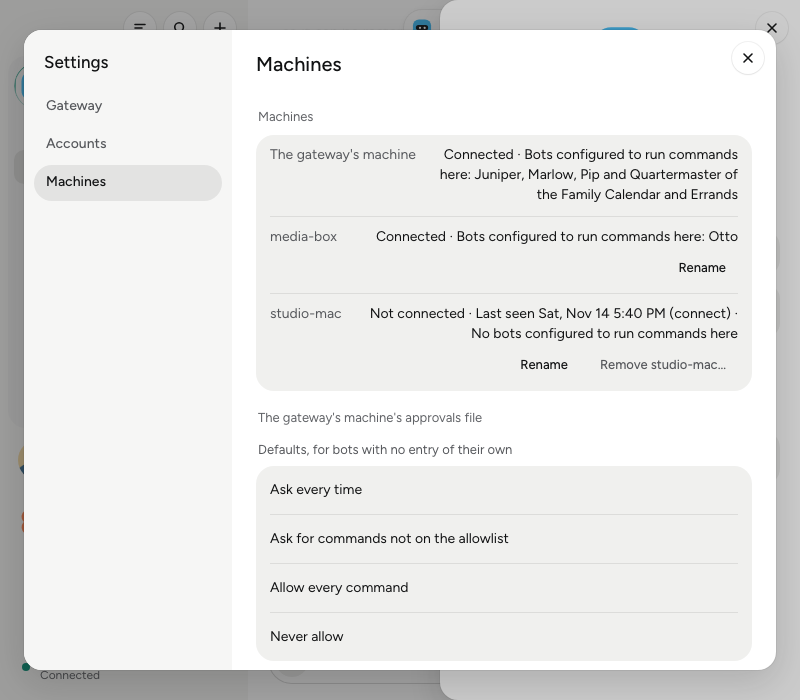 Settings
Gateway
Accounts
Machines
Machines
Machines
The gateway's machine
Connected · Bots configured to run commands
here: Juniper, Marlow, Pip and Quartermaster of
the Family Calendar and Errands
media-box
Connected · Bots configured to run commands here: Otto
Rename
studio-mac
Not connected · Last seen Sat, Nov 14 5:40 PM (connect) ·
No bots configured to run commands here
Rename
Remove studio-mac…
The gateway's machine's approvals file
Defaults, for bots with no entry of their own
Ask every time
Ask for commands not on the allowlist
Allow every command
Never allow
Connected